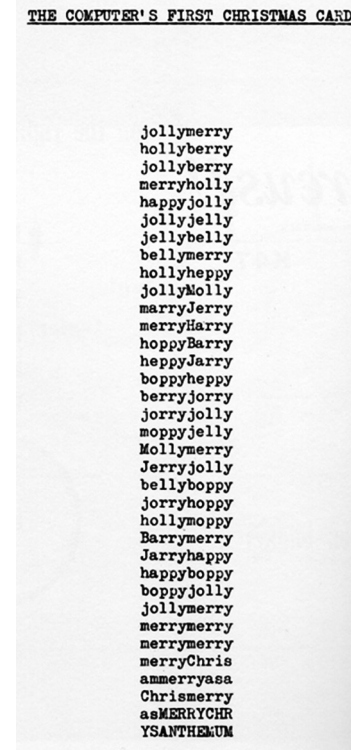 THE COMPUTER'S FIRST CHRISTMAS CARD
jollymerry
hollyberry
jollyberry
merryholly
happyjolly
jollyjelly
jellybelly
bellymerry
hollyheppy
jollyMolly
marryJerry
merryHarry
hoppyBarry
heppyJarry
boppyheppy
berryjorry
jorryjolly
moppyjelly
Mollymerry
Jerryjolly
bellyboppy
jorryhoppy
hollymoppy
Barrymerry
Jarryhappy
happyboppy
boppyjolly
jollymerry
merrymerry
merrymerry
merryChris
ammerryasa
Chrismerry
asMERRYCHR
YSANTHEMUM